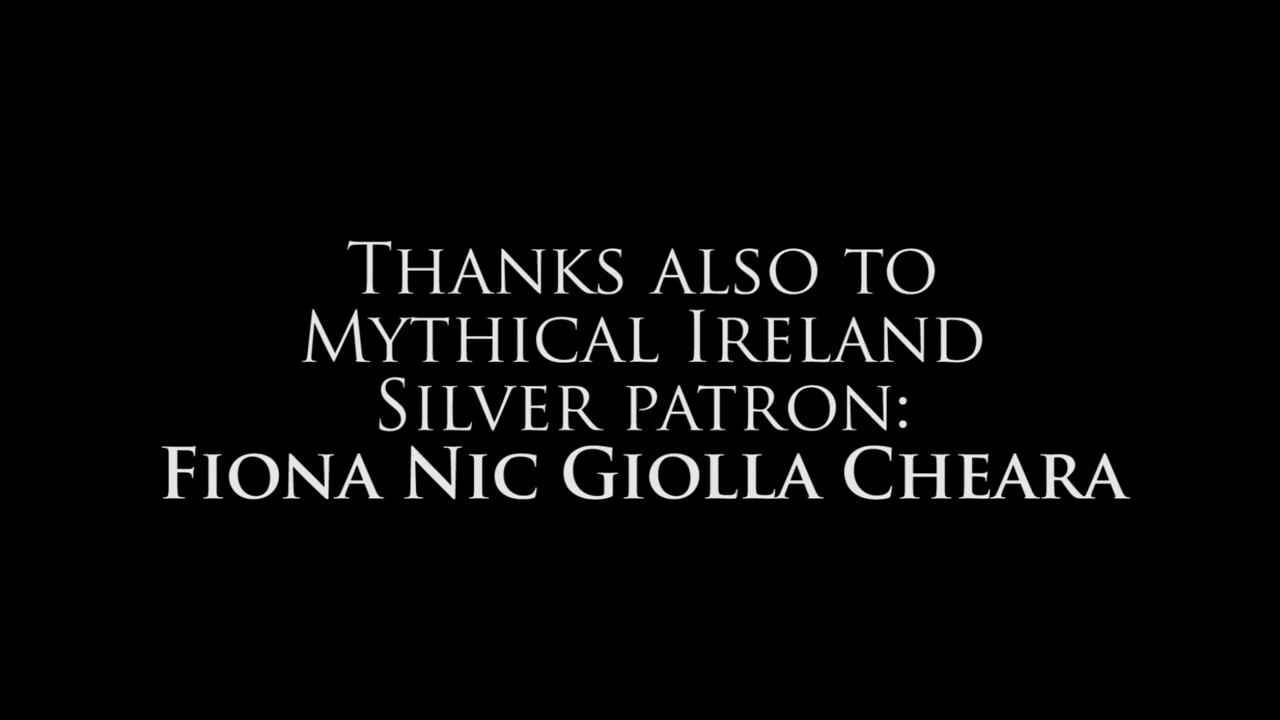 Thanks also to
Mythical Ireland
Silver patron:
Fiona Nic Giolla Cheara